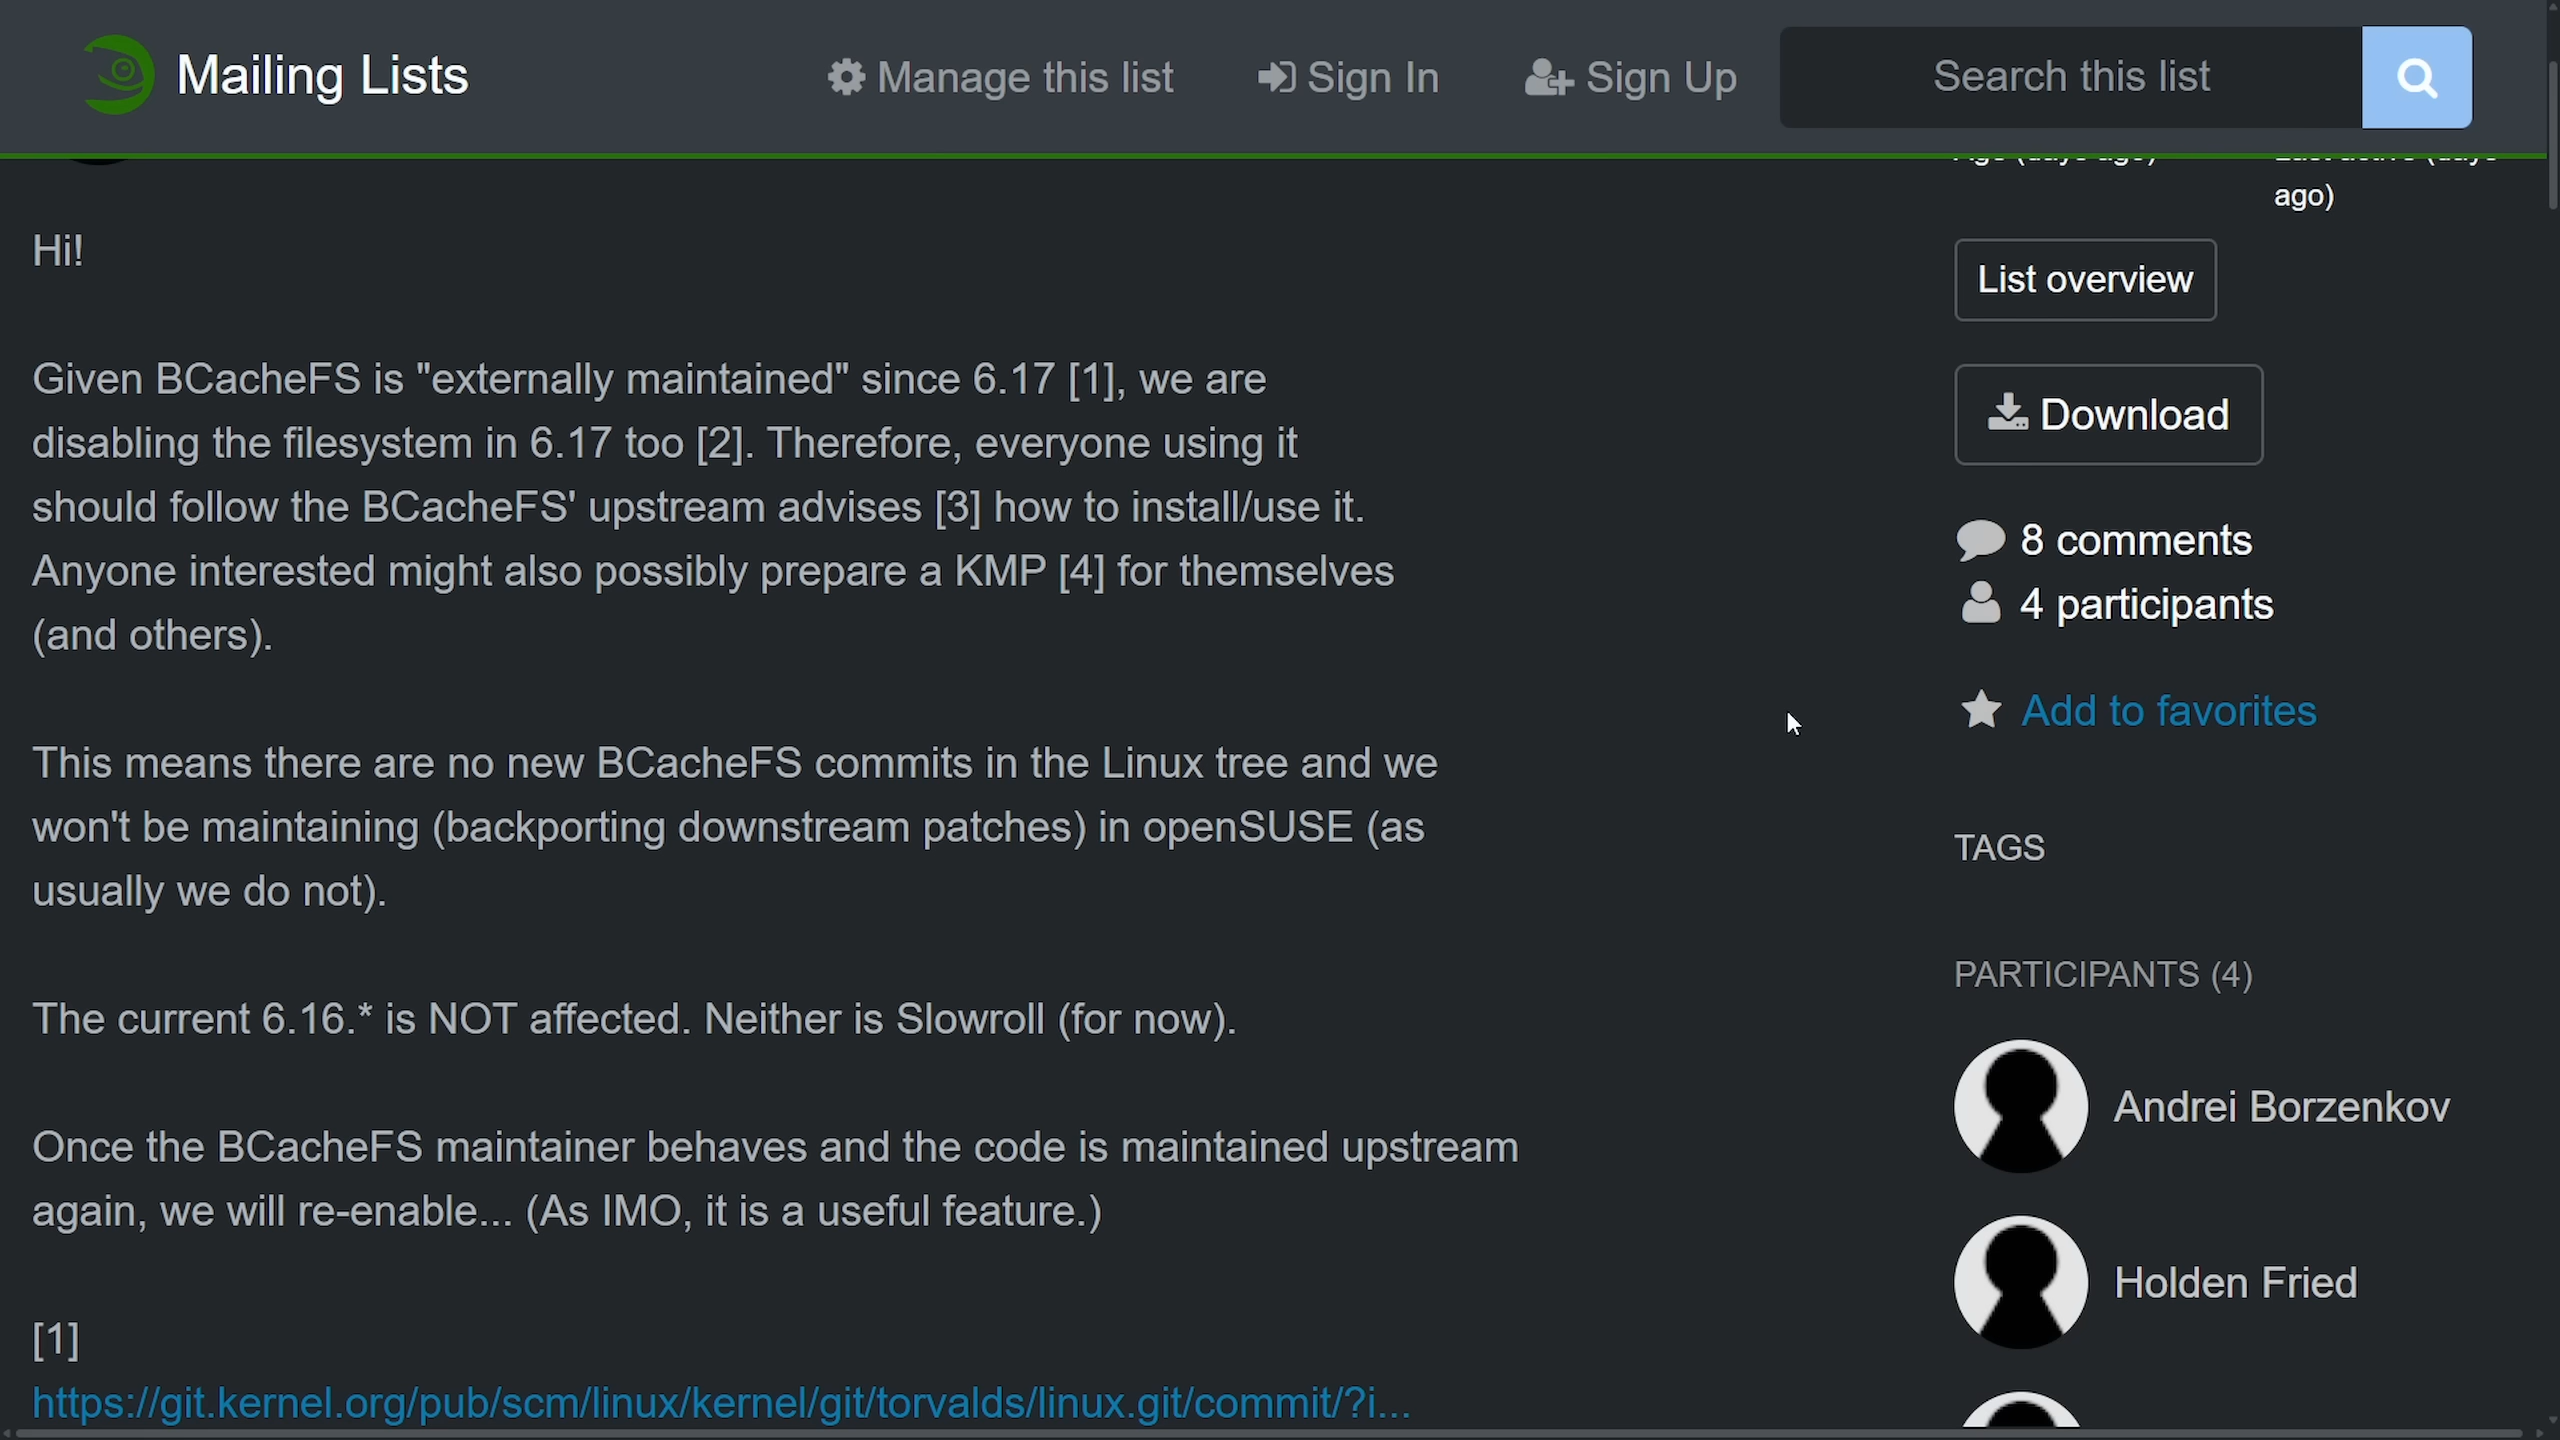 Mailing Lists
Manage this list
Sign In
Sign Up
Search this list
ago)
Hi!
Given BCacheFS is "externally maintained" since 6.17 [1], we are
disabling the filesystem in 6.17 too [2]. Therefore, everyone using it
should follow the BCacheFS' upstream advises [3] how to install/use it.
Anyone interested might also possibly prepare a KMP [4] for themselves
(and others).
This means there are no new BCacheFS commits in the Linux tree and we
won't be maintaining (backporting downstream patches) in openSUSE (as
usually we do not).
The current 6.16.* is NOT affected. Neither is Slowroll (for now).
Once the BCacheFS maintainer behaves and the code is maintained upstream
again, we will re-enable... (As IMO, it is a useful feature.)
[1]
https://git.kernel.org/pub/scm/linux/kernel/git/torvalds/linux.git/commit/?i...
List overview
Download
8 comments
4 participants
Add to favorites
TAGS
PARTICIPANTS (4)
Andrei Borzenkov
Holden Fried